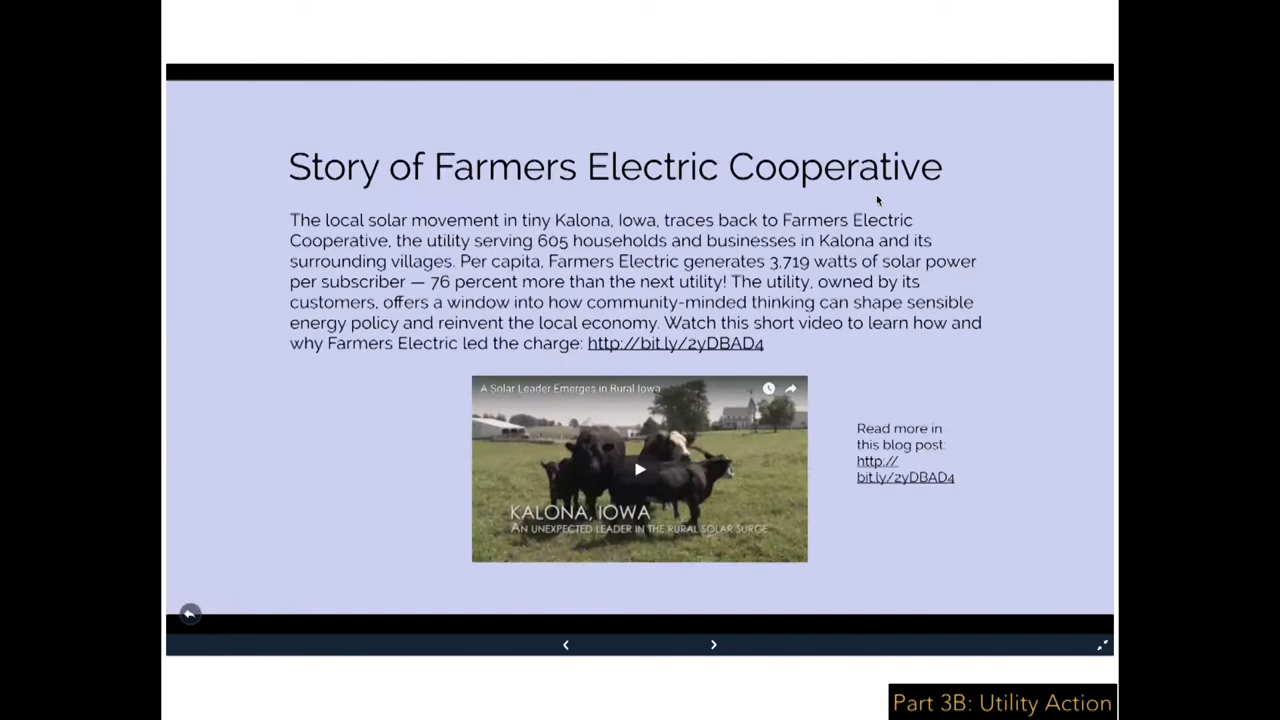 Story of Farmers Electric Cooperative
The local solar movement in tiny Kalona, Iowa, traces back to Farmers Electric
Cooperative, the utility serving 605 households and businesses in Kalona and its
surrounding villages. Per capita, Farmers Electric generates 3,719 watts of solar power
per subscriber — 76 percent more than the next utility! The utility, owned by its
customers, offers a window into how community-minded thinking can shape sensible
energy policy and reinvent the local economy. Watch this short video to learn how and
why Farmers Electric led the charge: http://bit.ly/2yDBAD4
A Solar Leader Emerges in Rural Iowa
KALONA, IOWA
AN UNEXPECTED LEADER IN THE RURAL SOLAR SURGE
Read more in
this blog post:
http://
bit.ly/2yDBAD4
Part 3B: Utility Action